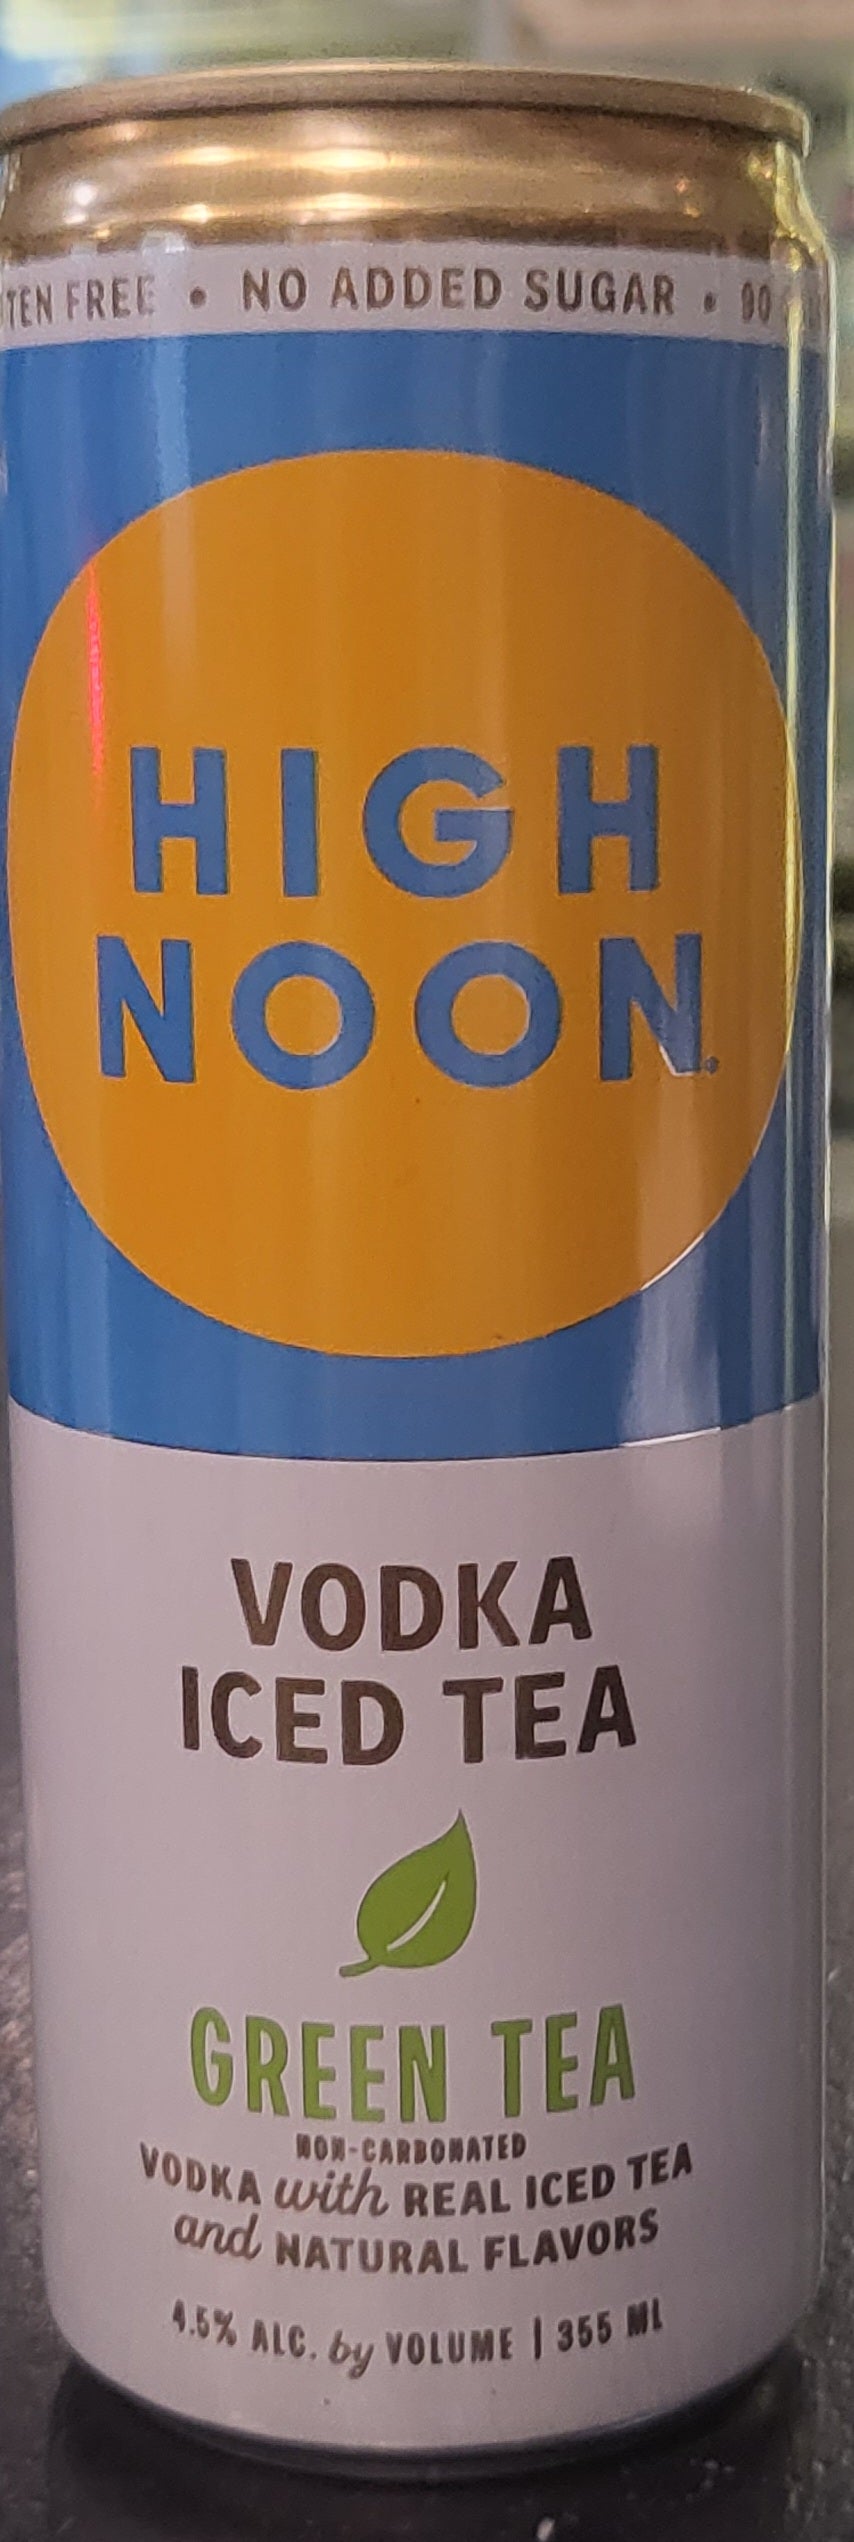 TEN FREE • NO ADDED SUGAR • 90
HIGH
NOON
VODKA
ICED TEA
GREEN TEA
NON-CARBONATED
VODKA with REAL ICED TEA
and NATURAL FLAVORS
4.5% ALC. by VOLUME | 355 ML